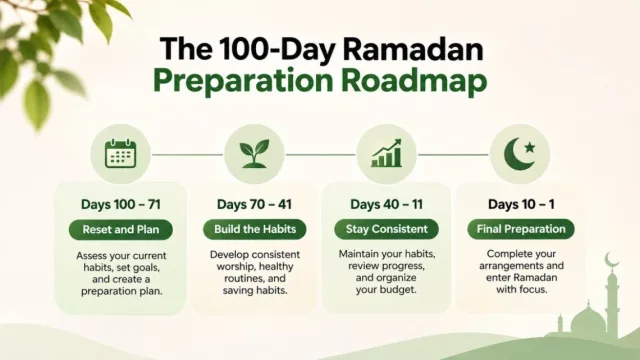 The 100-Day Ramadan
Preparation Roadmap
Days 100 – 71
Reset and Plan
Assess your current
habits, set goals,
and create a
preparation plan.
Days 70 – 41
Build the Habits
Develop consistent
worship, healthy
routines, and
saving habits.
Days 40 – 11
Stay Consistent
Maintain your habits,
review progress,
and organize
your budget.
Days 10 – 1
Final Preparation
Complete your
arrangements and
enter Ramadan
with focus.